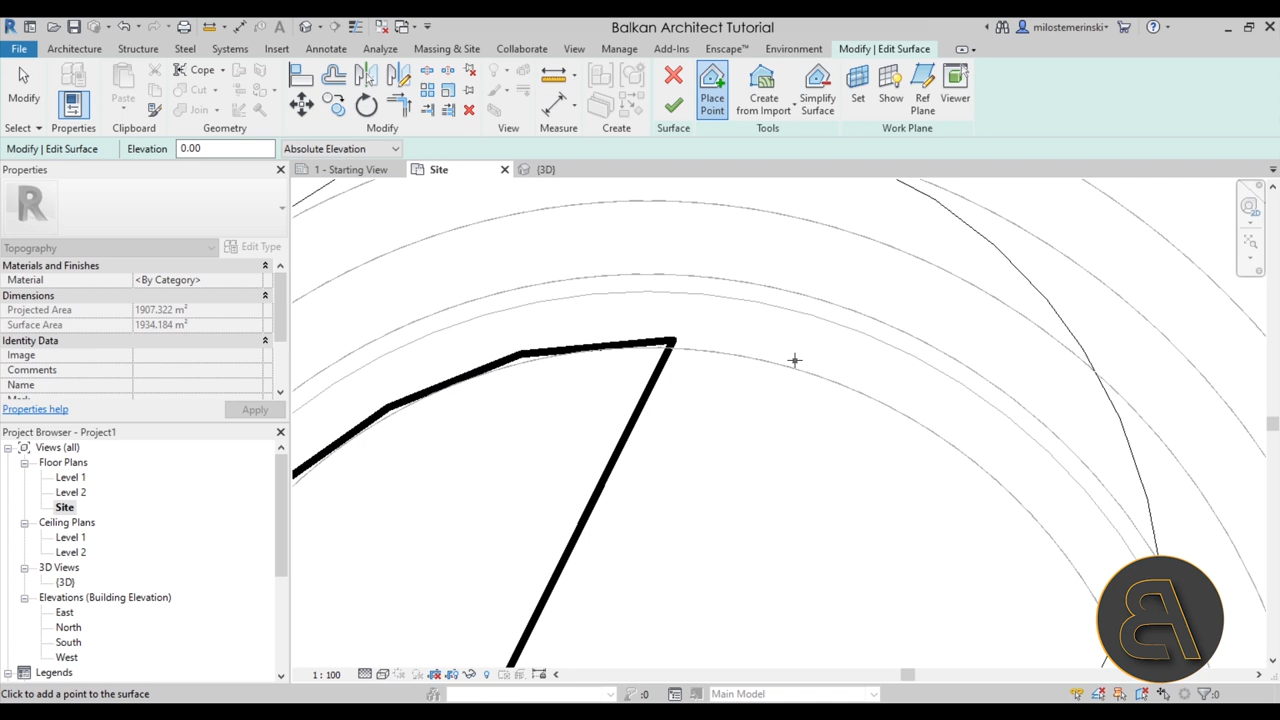 Balkan Architect Tutorial
milostemerinski
File Architecture Structure Steel Systems Insert Annotate Analyze Massing & Site Collaborate View Manage Add-Ins Enscape™ Environment Modify | Edit Surface
Modify
Paste
Cope
Cut
Join
Place Point
Create from Import
Simplify Surface
Set
Show
Ref Plane
Viewer
Select Properties Clipboard Geometry Modify View Measure Create Surface Tools Work Plane
Modify | Edit Surface Elevation 0.00 Absolute Elevation
Properties
1 - Starting View
Site
{3D}
R
Topography Edit Type
Materials and Finishes
Material <By Category>
Dimensions
Projected Area 1907.322 m²
Surface Area 1934.184 m²
Identity Data
Image
Comments
Name
Properties help Apply
Project Browser - Project1
Views (all)
Floor Plans
Level 1
Level 2
Site
Ceiling Plans
Level 1
Level 2
3D Views
{3D}
Elevations (Building Elevation)
East
North
South
West
Legends
1 : 100
Click to add a point to the surface
:0
Main Model
:0
2D